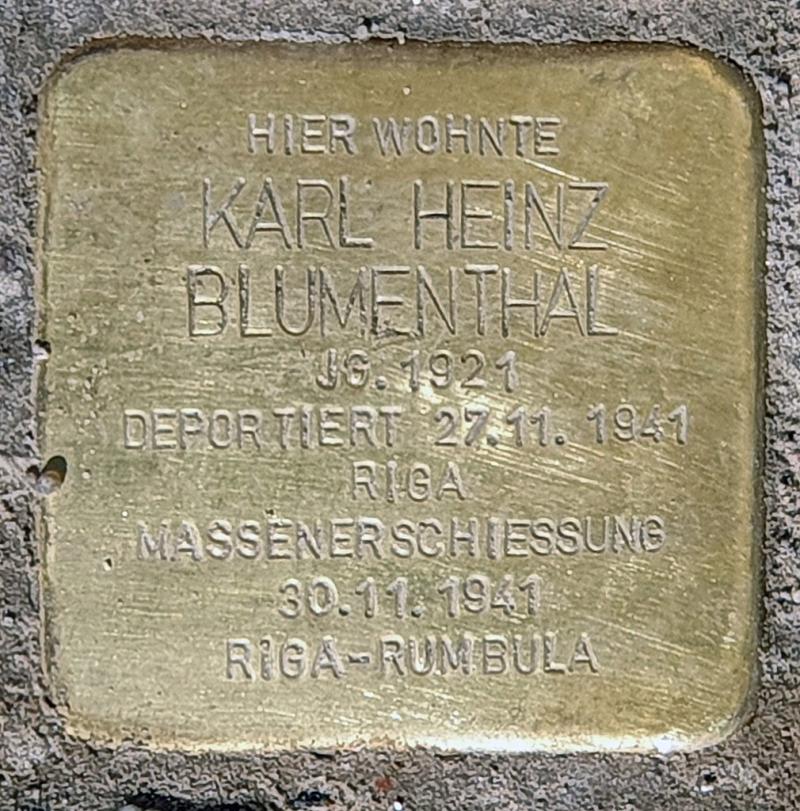 HIER WOHNTE
KARL HEINZ
BLUMENTHAL
JG. 1921
DEPORTIERT 27.11. 1941
RIGA
MASSENERSCHIESSUNG
30.11. 1941
RIGA-RUMBULA